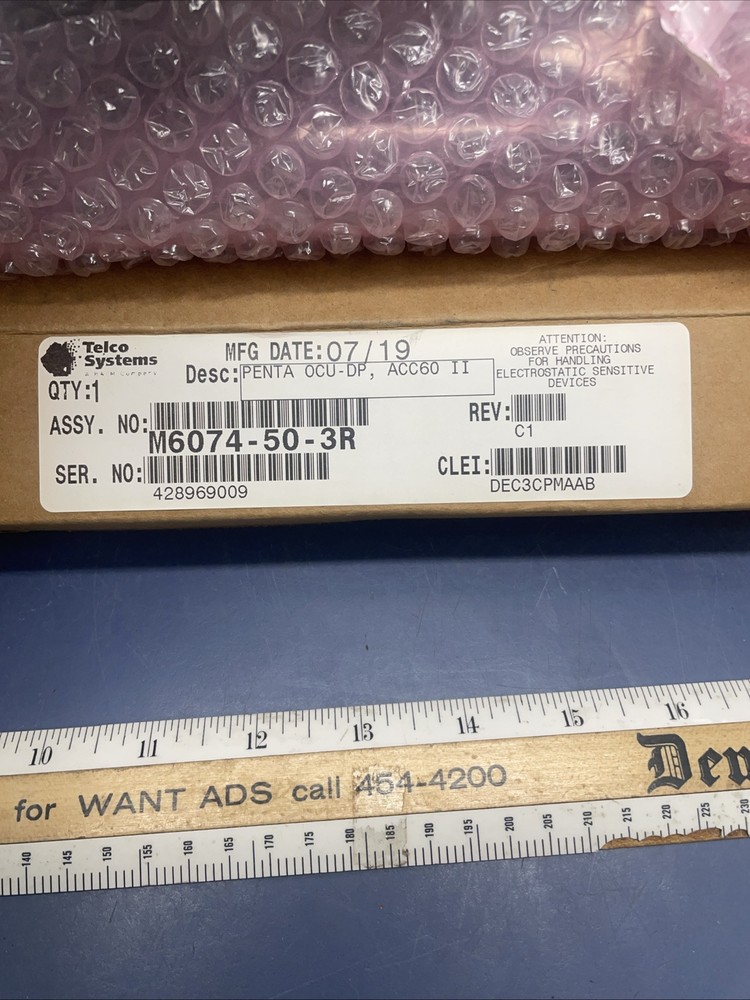 Telco
Systems
MFG DATE:07/19
QTY:1
Desc:PENTA OCU-DP, ACC60 II
ATTENTION:
OBSERVE PRECAUTIONS
FOR HANDLING
ELECTROSTATIC SENSITIVE
DEVICES
ASSY. NO:
M6074-50-3R
REV:
C1
SER. NO:
428969009
CLEI:
DEC3CPMAAB
10 11 12 13 14 15 16
for WANT ADS call 454-4200
140 145 150 155 160 165 170 175 180 185 190 195 200 205 210 215 220 225 230